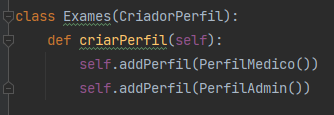 class Exames(CriadorPerfil):
    def criarPerfil(self):
        self.addPerfil(PerfilMedico())
        self.addPerfil(PerfilAdmin())